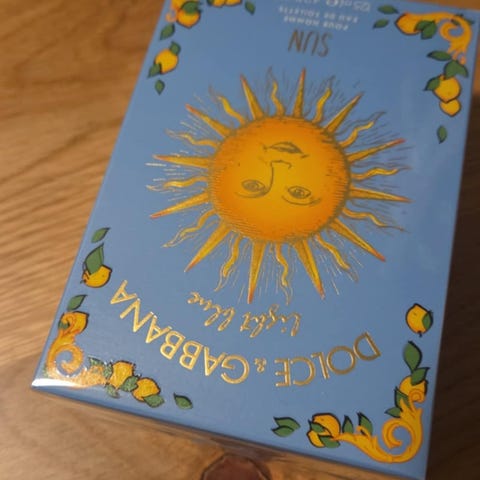 DOLCE & GABBANA
light blue
SUN
POUR HOMME
EAU DE TOILETTE